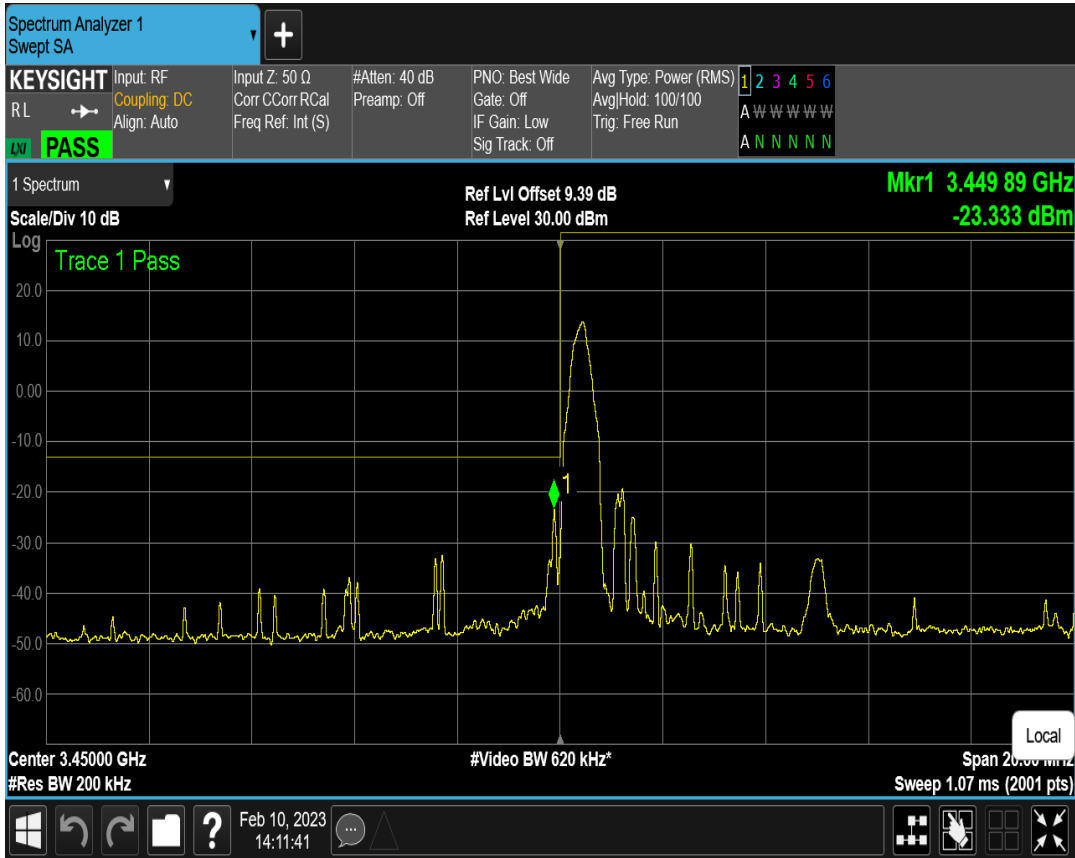 Spectrum Analyzer 1
Swept SA
KEYSIGHT
R L
LXI PASS
Input: RF
Coupling: DC
Align: Auto
Input Z: 50 Ω
Corr CCorr RCal
Freq Ref: Int (S)
#Atten: 40 dB
Preamp: Off
PNO: Best Wide
Gate: Off
IF Gain: Low
Sig Track: Off
Avg Type: Power (RMS)
Avg|Hold: 100/100
Trig: Free Run
1 2 3 4 5 6
A W W W W W
A N N N N N
1 Spectrum
Scale/Div 10 dB
Ref Lvl Offset 9.39 dB
Ref Level 30.00 dBm
Mkr1 3.449 89 GHz
-23.333 dBm
Log
Trace 1 Pass
20.0
10.0
0.00
-10.0
-20.0
-30.0
-40.0
-50.0
-60.0
1
Local
Center 3.45000 GHz
#Res BW 200 kHz
#Video BW 620 kHz*
Span 20.00 MHz
Sweep 1.07 ms (2001 pts)
Feb 10, 2023
14:11:41